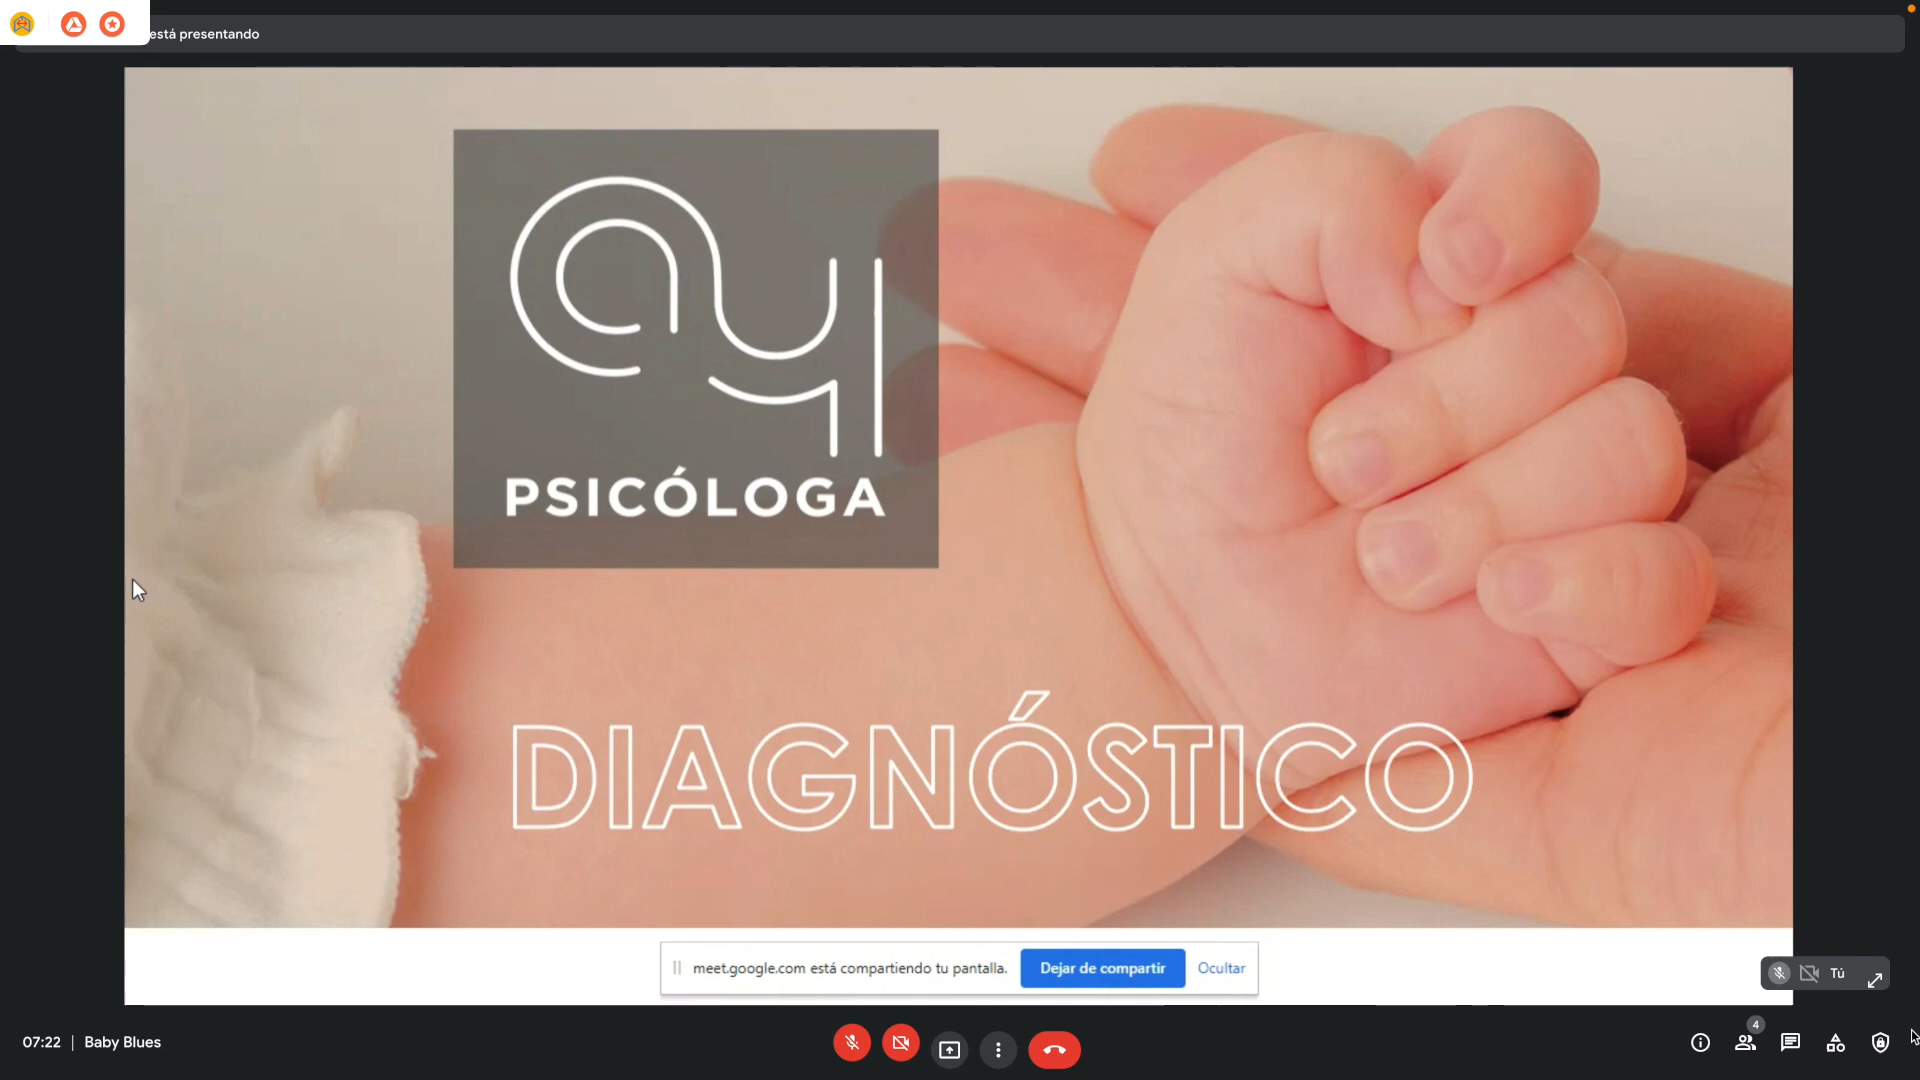 está presentando
PSICÓLOGA
DIAGNÓSTICO
meet.google.com está compartiendo tu pantalla.
Dejar de compartir
Ocultar
Tú
07:22 | Baby Blues
4